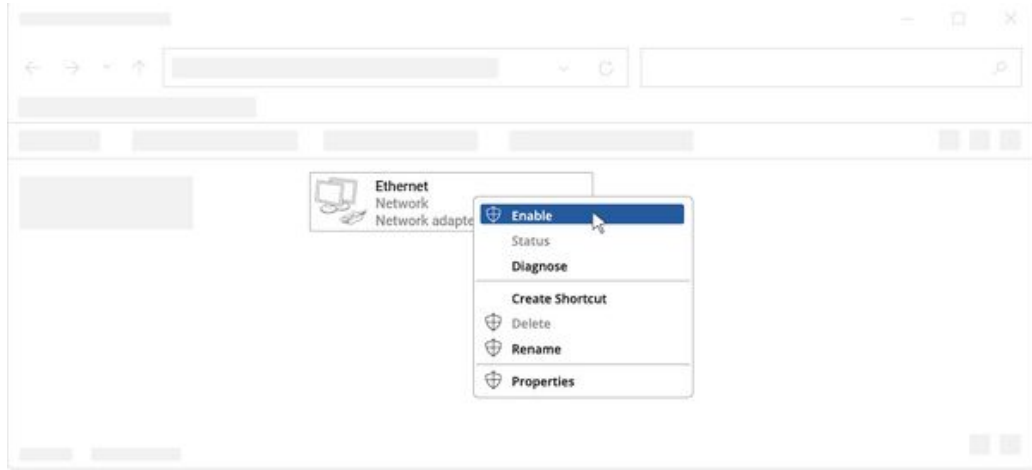 Ethernet
Network
Network adapte
Enable
Status
Diagnose
Create Shortcut
Delete
Rename
Properties